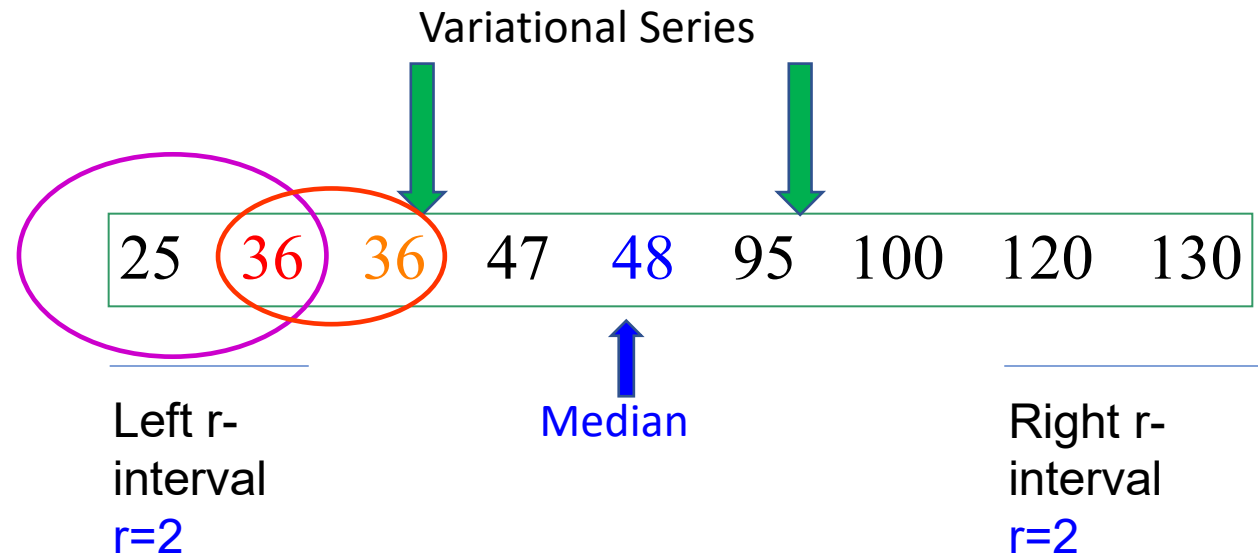 Variational Series
25 36 36 47 48 95 100 120 130
Median
Left r-
interval
r=2
Right r-
interval
r=2